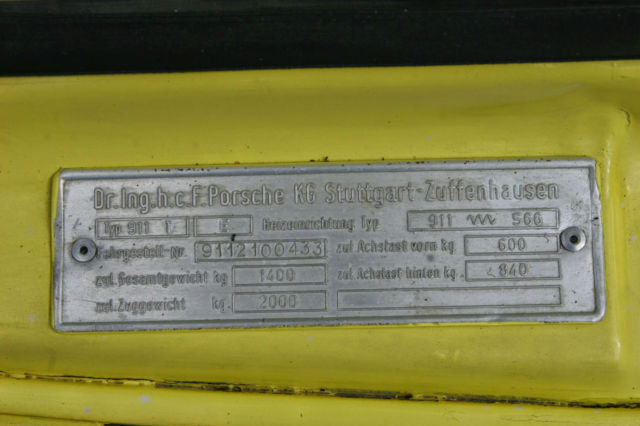 Dr. Ing. h.c. F. Porsche KG Stuttgart-Zuffenhausen
Typ 911 T E Heizeinrichtung Typ 911 566
Fahrgestell-Nr. 9112100433 zul. Achslast vorn kg 600
zul. Gesamtgewicht kg 1400 zul. Achslast hinten kg 840
zul. Zuggewicht kg. 2000